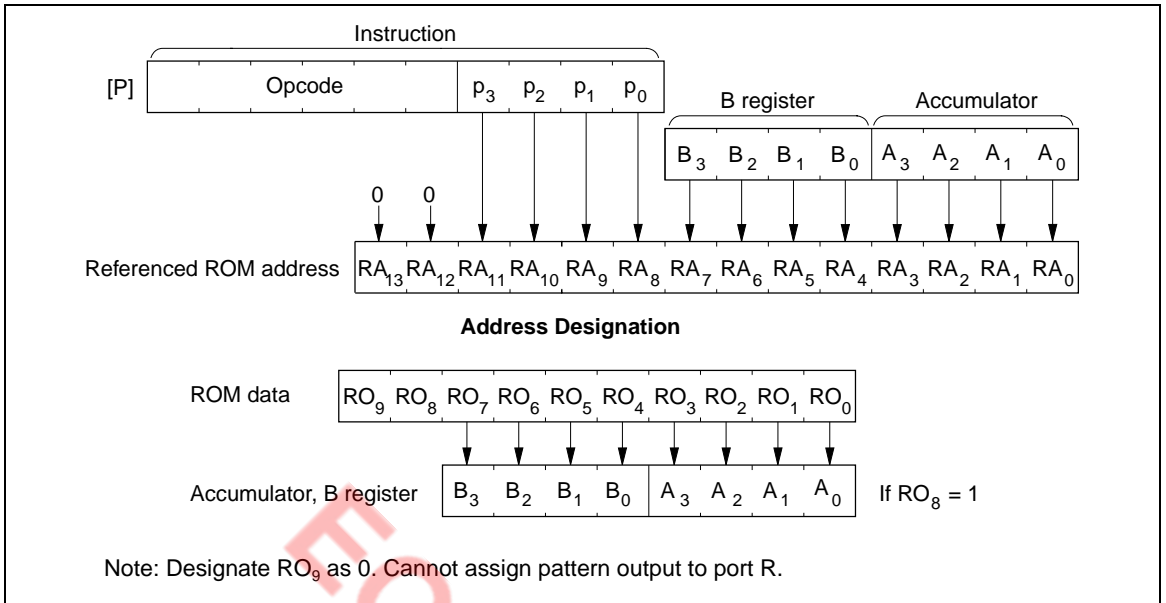 Instruction
[P] Opcode p3 p2 p1 p0
B register Accumulator
B3 B2 B1 B0 A3 A2 A1 A0
0 0
Referenced ROM address RA13 RA12 RA11 RA10 RA9 RA8 RA7 RA6 RA5 RA4 RA3 RA2 RA1 RA0
Address Designation
ROM data RO9 RO8 RO7 RO6 RO5 RO4 RO3 RO2 RO1 RO0
Accumulator, B register B3 B2 B1 B0 A3 A2 A1 A0 If RO8 = 1
Note: Designate RO9 as 0. Cannot assign pattern output to port R.